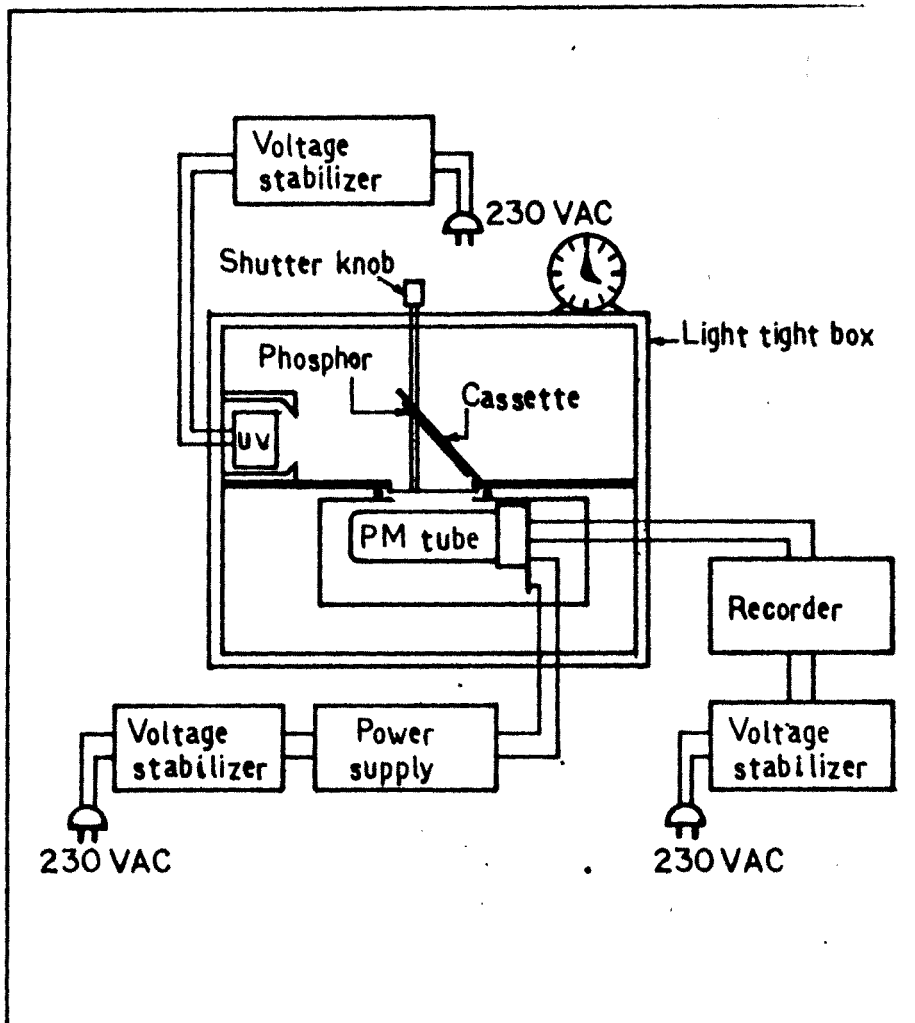 Voltage
stabilizer
230 VAC
Shutter knob
Light tight box
Phosphor
Cassette
UV
PM tube
Recorder
Voltage
stabilizer
Power
supply
Voltage
stabilizer
230 VAC
230 VAC